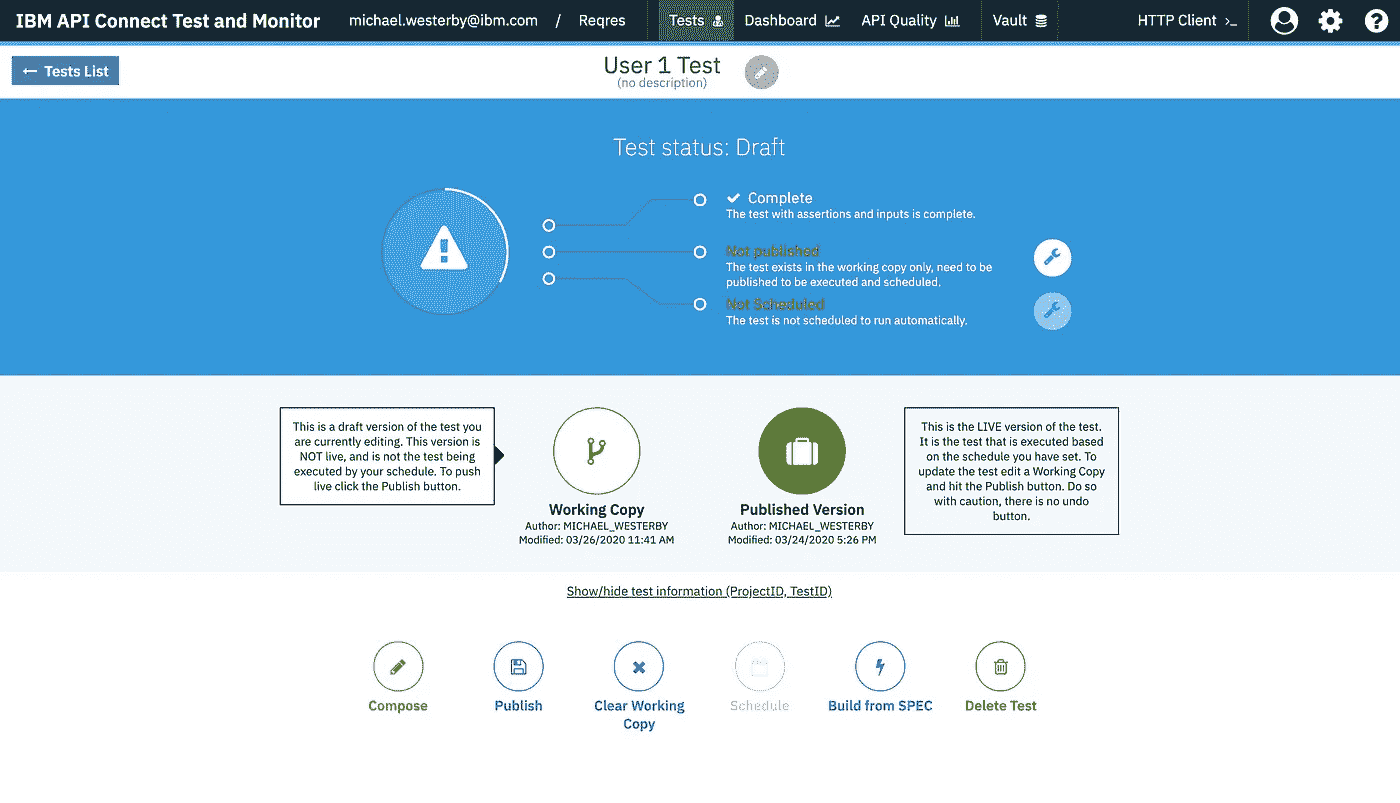 IBM API Connect Test and Monitor michael.westerby@ibm.com / Reqres Tests Dashboard API Quality Vault HTTP Client
← Tests List
User 1 Test
(no description)
Test status: Draft
Complete
The test with assertions and inputs is complete.
Not published
The test exists in the working copy only, need to be
published to be executed and scheduled.
Not Scheduled
The test is not scheduled to run automatically.
This is a draft version of the test you
are currently editing. This version is
NOT live, and is not the test being
executed by your schedule. To push
live click the Publish button.
Working Copy
Author: MICHAEL_WESTERBY
Modified: 03/26/2020 11:41 AM
Published Version
Author: MICHAEL_WESTERBY
Modified: 03/24/2020 5:26 PM
This is the LIVE version of the test.
It is the test that is executed based
on the schedule you have set. To
update the test edit a Working Copy
and hit the Publish button. Do so
with caution, there is no undo
button.
Show/hide test information (ProjectID, TestID)
Compose
Publish
Clear Working
Copy
Schedule
Build from SPEC
Delete Test